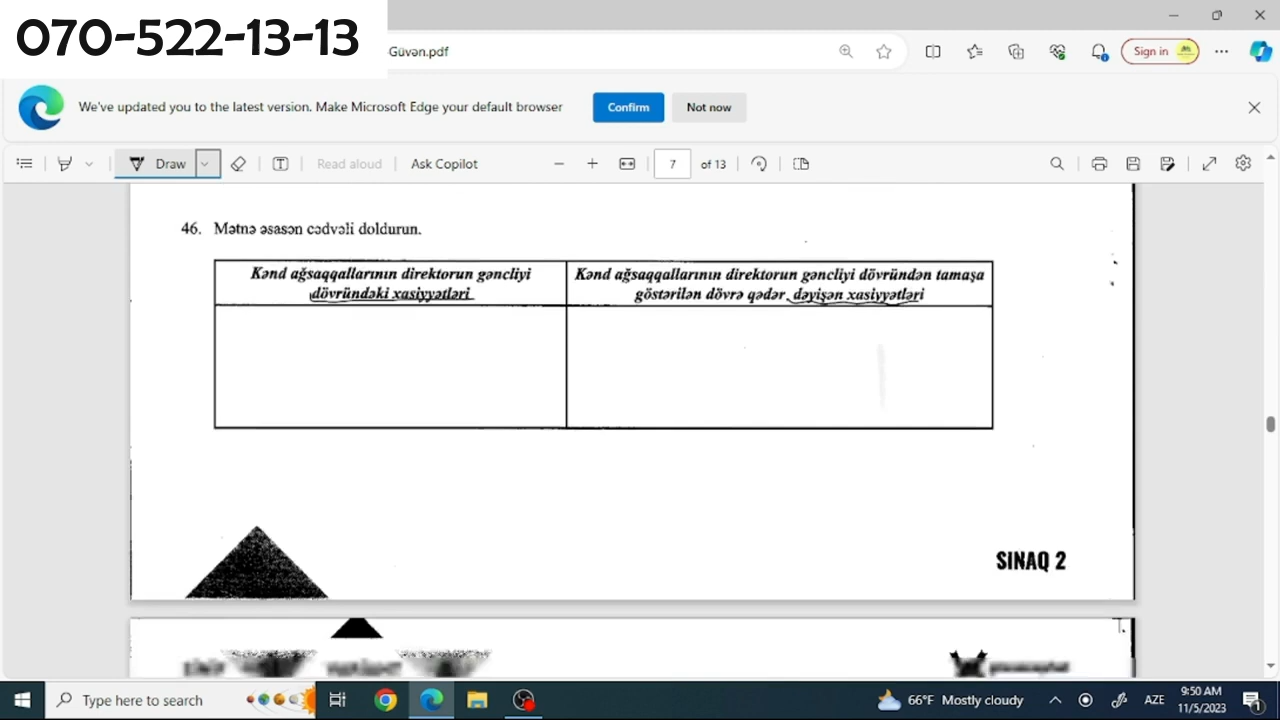 070-522-13-13
-Güvən.pdf
Sign in
We've updated you to the latest version. Make Microsoft Edge your default browser
Confirm
Not now
Draw
Read aloud
Ask Copilot
7
of 13
46. Mətnə əsasən cədvəli doldurun.
Kənd ağsaqqallarının direktorun gəncliyi
dövründəki xasiyyətləri
Kənd ağsaqqallarının direktorun gəncliyi dövründən tamaşa
göstərilən dövrə qədər dəyişən xasiyyətləri
SINAQ 2
Type here to search
66°F Mostly cloudy
AZE
9:50 AM
11/5/2023
1